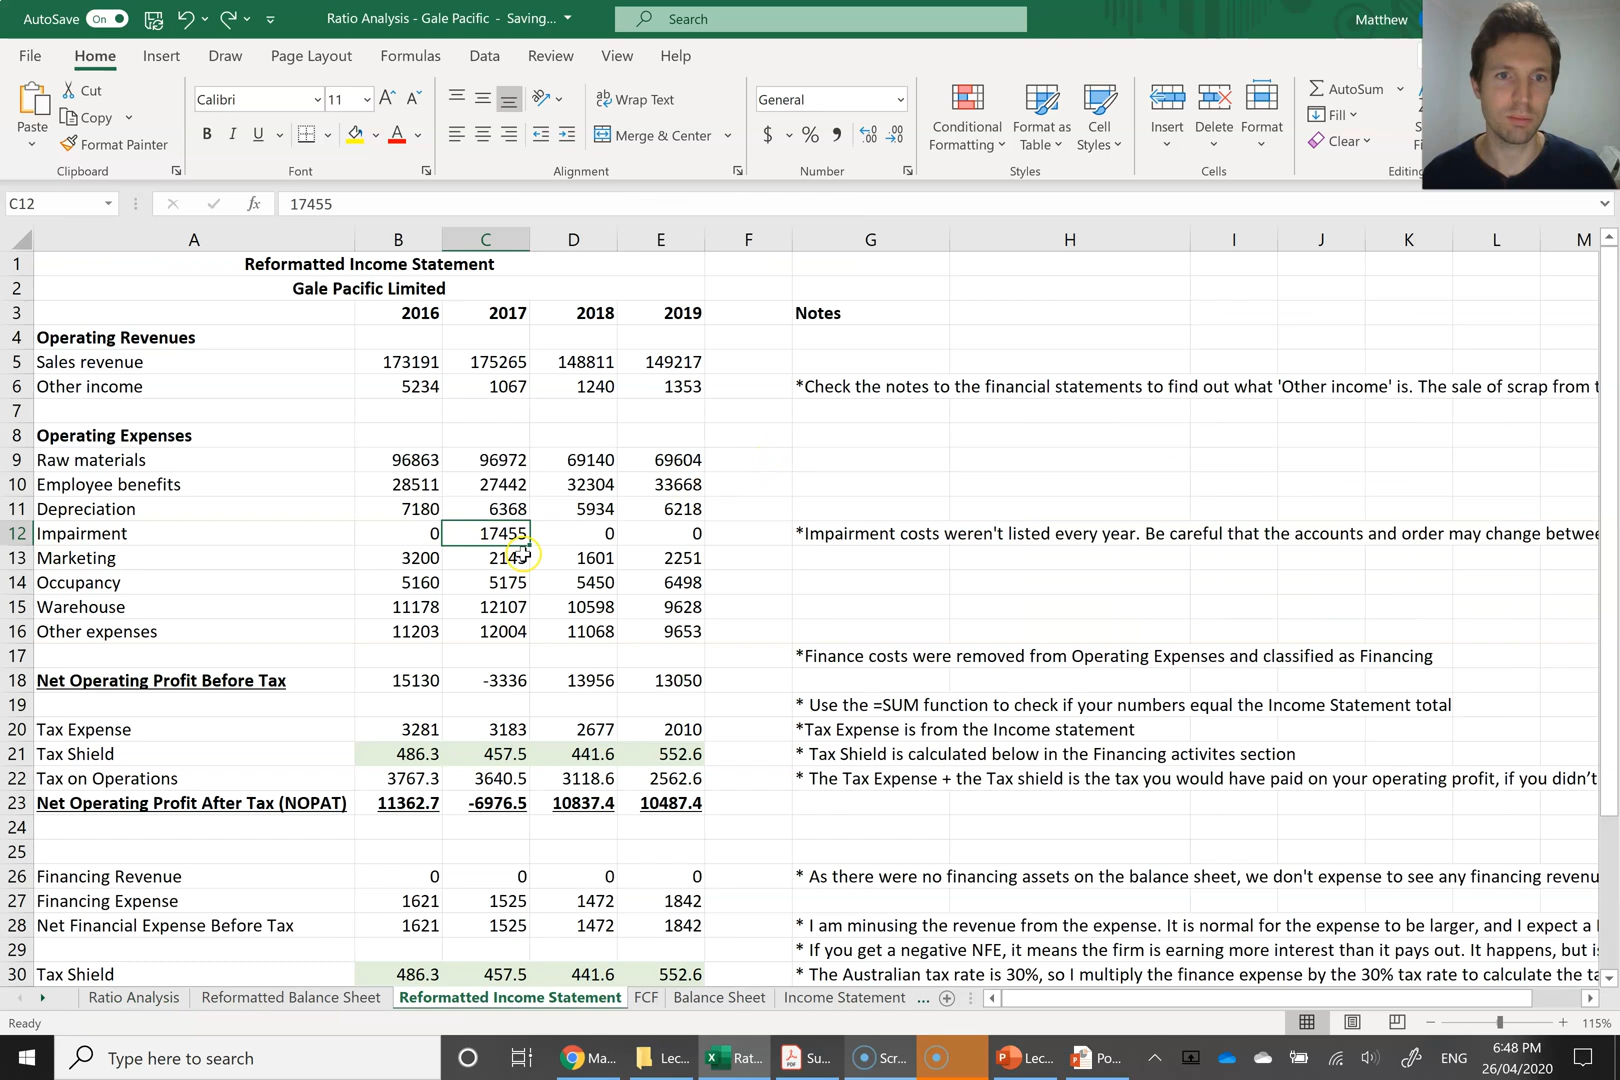 AutoSave On Ratio Analysis - Gale Pacific - Saving... Search Matthew
File Home Insert Draw Page Layout Formulas Data Review View Help
Cut
Copy
Format Painter
Paste
Clipboard
Calibri 11
B I U
Font
Wrap Text
Merge & Center
Alignment
General
$ % 9
Number
Conditional Formatting
Format as Table
Cell Styles
Styles
Insert Delete Format
Cells
AutoSum
Fill
Clear
Editing
C12 fx 17455
A B C D E F G H I J K L M
1 Reformatted Income Statement
2 Gale Pacific Limited
3 2016 2017 2018 2019 Notes
4 Operating Revenues
5 Sales revenue 173191 175265 148811 149217
6 Other income 5234 1067 1240 1353 *Check the notes to the financial statements to find out what 'Other income' is. The sale of scrap from
7
8 Operating Expenses
9 Raw materials 96863 96972 69140 69604
10 Employee benefits 28511 27442 32304 33668
11 Depreciation 7180 6368 5934 6218
12 Impairment 0 17455 0 0 *Impairment costs weren't listed every year. Be careful that the accounts and order may change betwee
13 Marketing 3200 1601 2251
14 Occupancy 5160 5175 5450 6498
15 Warehouse 11178 12107 10598 9628
16 Other expenses 11203 12004 11068 9653
17 *Finance costs were removed from Operating Expenses and classified as Financing
18 Net Operating Profit Before Tax 15130 -3336 13956 13050
19 * Use the =SUM function to check if your numbers equal the Income Statement total
20 Tax Expense 3281 3183 2677 2010 *Tax Expense is from the Income statement
21 Tax Shield 486.3 457.5 441.6 552.6 * Tax Shield is calculated below in the Financing activites section
22 Tax on Operations 3767.3 3640.5 3118.6 2562.6 * The Tax Expense + the Tax shield is the tax you would have paid on your operating profit, if you didn't
23 Net Operating Profit After Tax (NOPAT) 11362.7 -6976.5 10837.4 10487.4
24
25
26 Financing Revenue 0 0 0 0 * As there were no financing assets on the balance sheet, we don't expense to see any financing revenu
27 Financing Expense 1621 1525 1472 1842
28 Net Financial Expense Before Tax 1621 1525 1472 1842 * I am minusing the revenue from the expense. It is normal for the expense to be larger, and I expect a
29 * If you get a negative NFE, it means the firm is earning more interest than it pays out. It happens, but is
30 Tax Shield 486.3 457.5 441.6 552.6 * The Australian tax rate is 30%, so I multiply the finance expense by the 30% tax rate to calculate the ta
Ratio Analysis Reformatted Balance Sheet Reformatted Income Statement FCF Balance Sheet Income Statement ...
Ready 115%
Type here to search Ma... Lec... Rat... Su... Scr... Lec... Po... ENG 6:48 PM
26/04/2020